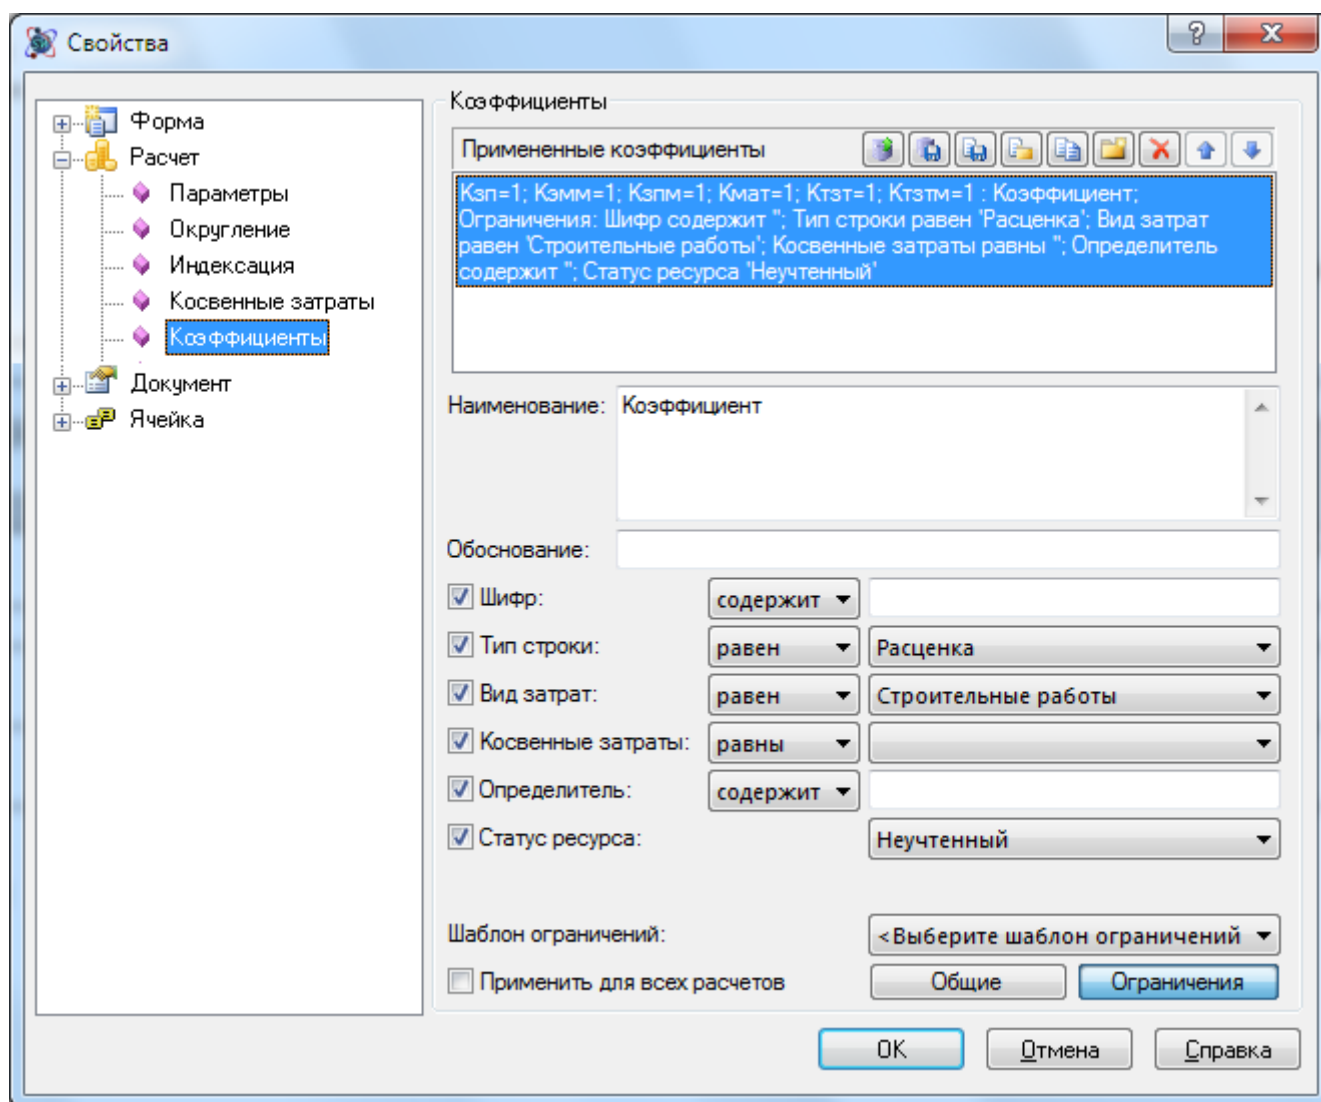 Свойства
Форма
Расчет
Параметры
Округление
Индексация
Косвенные затраты
Коэффициенты
Документ
Ячейка
Коэффициенты
Примененные коэффициенты
Кзп=1; Кэмм=1; Кзпм=1; Кмат=1; Ктзт=1; Ктзтм=1 : Коэффициент;
Ограничения: Шифр содержит ''; Тип строки равен 'Расценка'; Вид затрат
равен 'Строительные работы'; Косвенные затраты равны ''; Определитель
содержит ''; Статус ресурса 'Неучтенный'
Наименование: Коэффициент
Обоснование:
Шифр: содержит
Тип строки: равен Расценка
Вид затрат: равен Строительные работы
Косвенные затраты: равны
Определитель: содержит
Статус ресурса: Неучтенный
Шаблон ограничений: <Выберите шаблон ограничений
Применить для всех расчетов Общие Ограничения
OK Отмена Справка